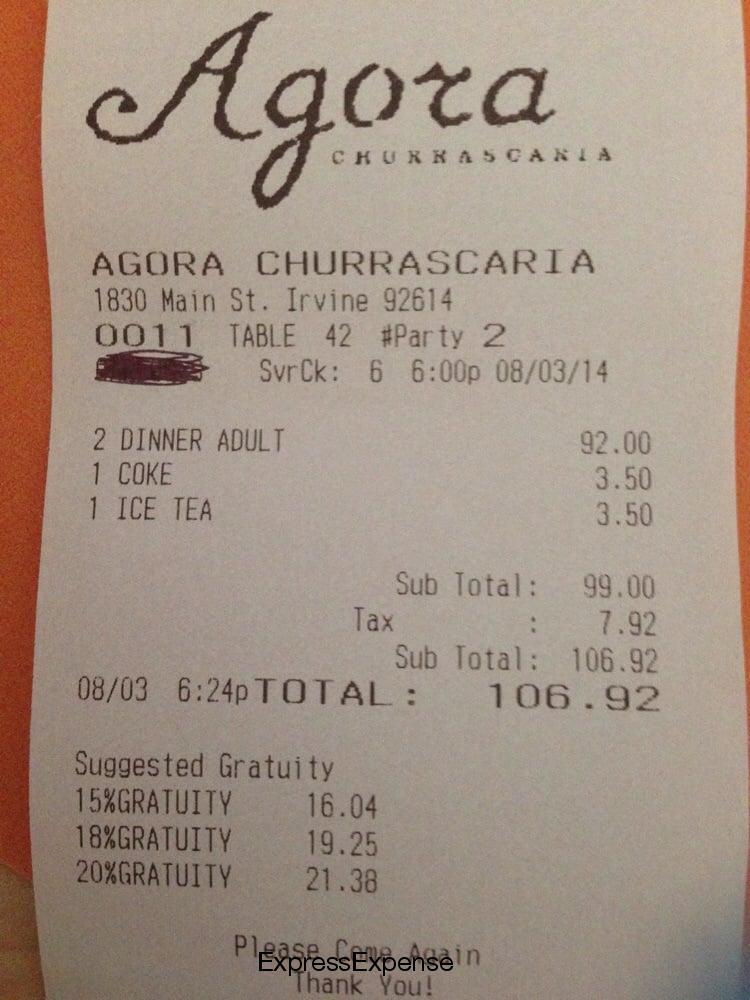 Agora
CHURRASCARIA
AGORA CHURRASCARIA
1830 Main St. Irvine 92614
0011 TABLE 42 #Party 2
SvrCk: 6 6:00p 08/03/14
2 DINNER ADULT 92.00
1 COKE 3.50
1 ICE TEA 3.50
Sub Total: 99.00
Tax : 7.92
Sub Total: 106.92
08/03 6:24pTOTAL: 106.92
Suggested Gratuity
15%GRATUITY 16.04
18%GRATUITY 19.25
20%GRATUITY 21.38
Please Come Again
ExpressExpense
Thank You!